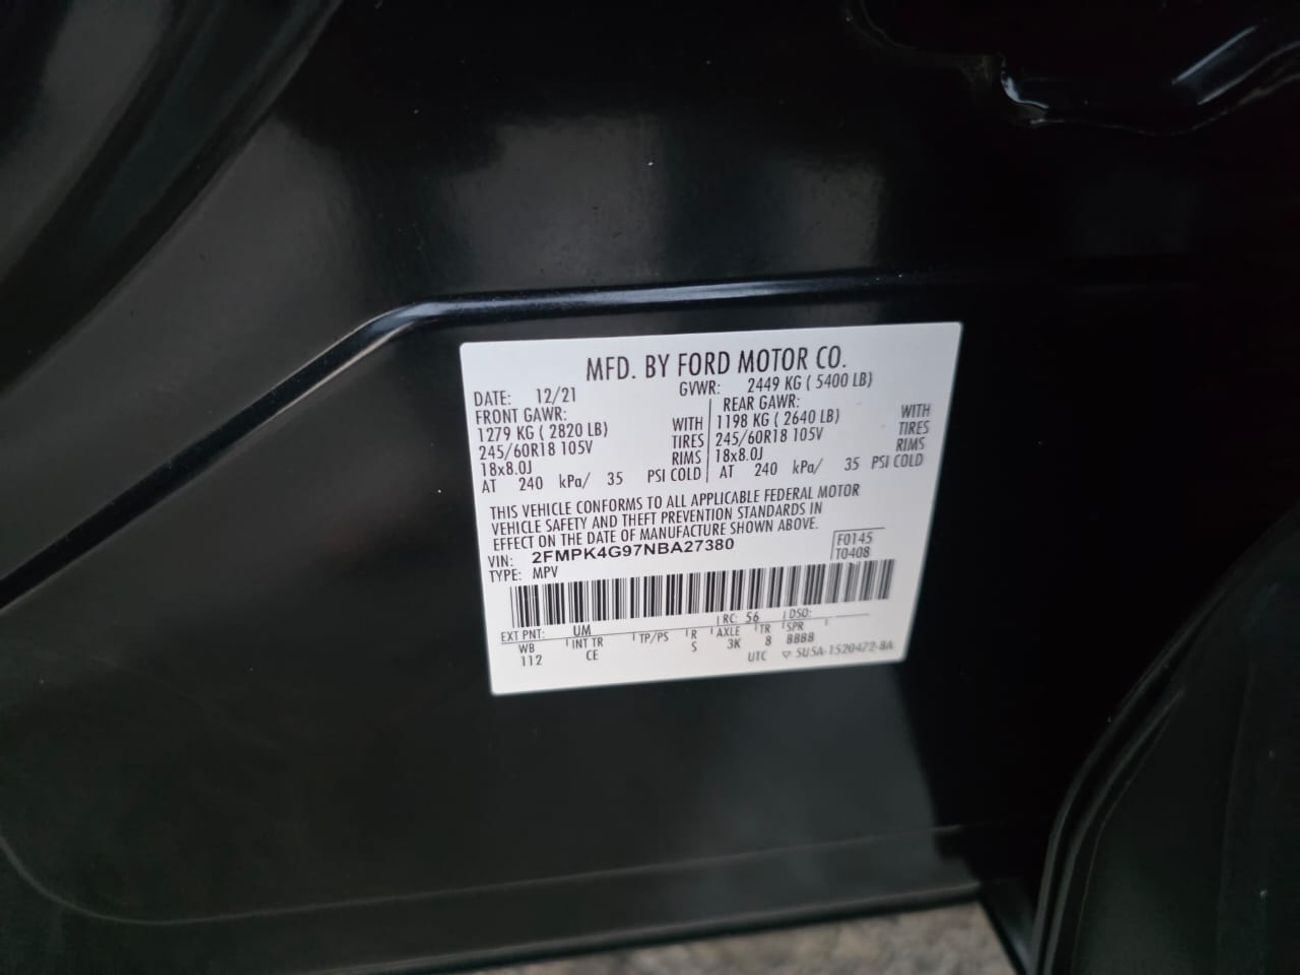 MFD. BY FORD MOTOR CO.
DATE: 12/21 GVWR: 2449 KG ( 5400 LB)
FRONT GAWR: REAR GAWR:
1279 KG ( 2820 LB) WITH 1198 KG ( 2640 LB) WITH
245/60R18 105V TIRES 245/60R18 105V TIRES
18x8.0J RIMS 18x8.0J RIMS
AT 240 kPa/ 35 PSI COLD AT 240 kPa/ 35 PSI COLD
THIS VEHICLE CONFORMS TO ALL APPLICABLE FEDERAL MOTOR
VEHICLE SAFETY AND THEFT PREVENTION STANDARDS IN
EFFECT ON THE DATE OF MANUFACTURE SHOWN ABOVE.
VIN: 2FMPK4G97NBA27380 F0145
TYPE: MPV T0408
EXT PNT: UM RC: 56 DSO:
WB INT TR TP/PS R AXLE TR SPR
112 CE S 3K 8 8888
UTC ▽ 5U5A-1520472-BA